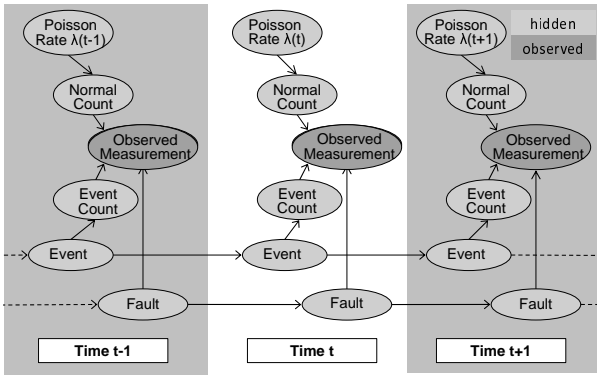 Poisson
Rate λ(t-1)
Normal
Count
Observed
Measurement
Event
Count
Event
Fault
Time t-1
Poisson
Rate λ(t)
Normal
Count
Observed
Measurement
Event
Count
Event
Fault
Time t
Poisson
Rate λ(t+1)
Normal
Count
Observed
Measurement
Event
Count
Event
Fault
Time t+1
hidden
observed